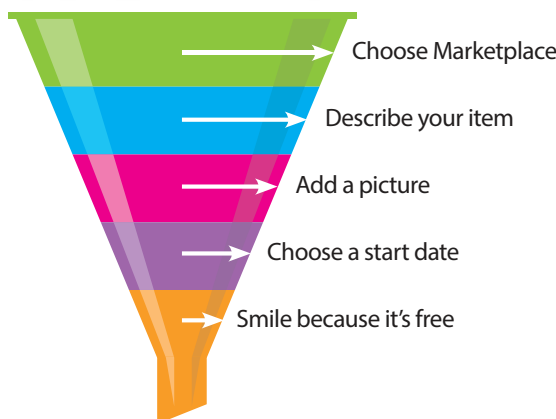 Choose Marketplace
Describe your item
Add a picture
Choose a start date
Smile because it's free